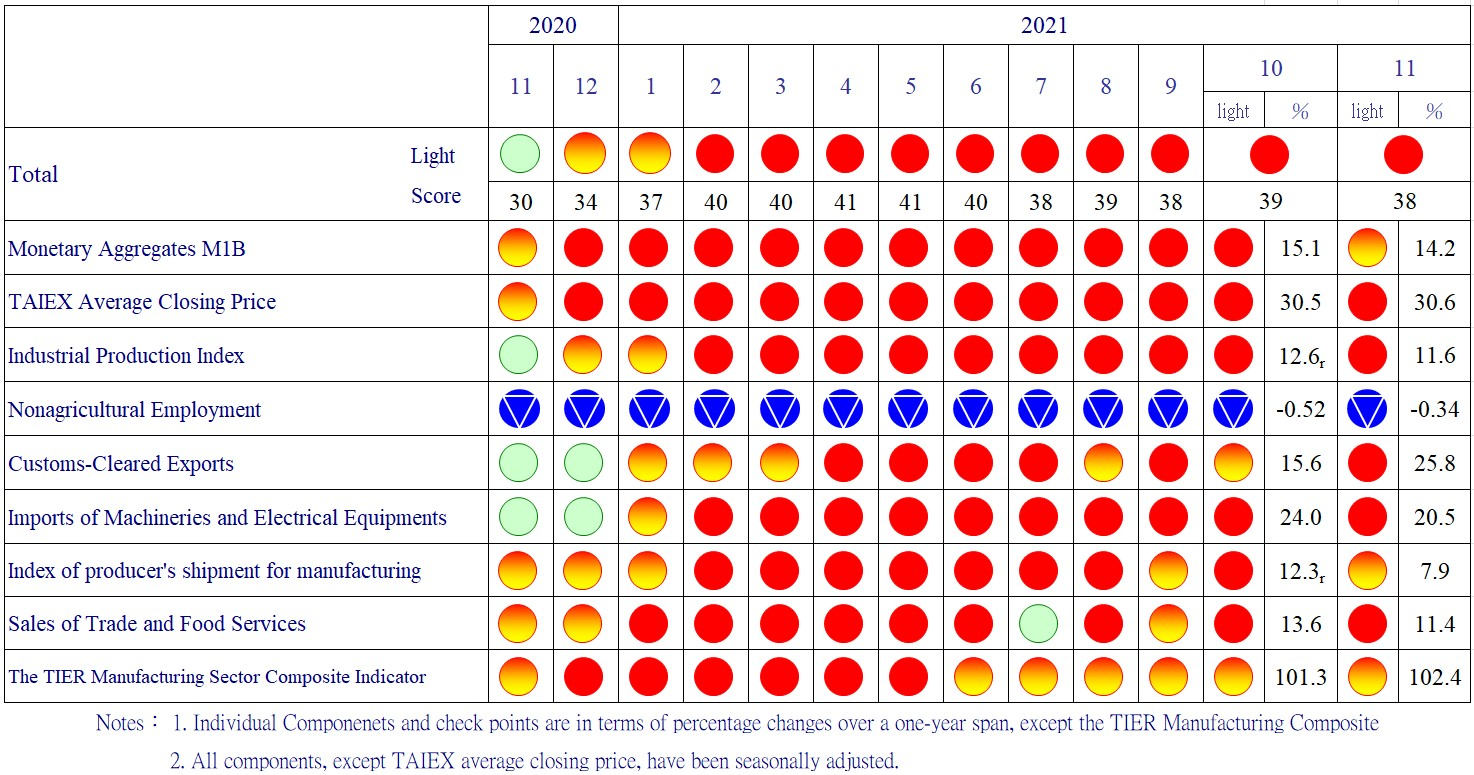 2020 2021
11 12 1 2 3 4 5 6 7 8 9 10 11
light % light %
Total Light
Score 30 34 37 40 40 41 41 40 38 39 38 39 38
Monetary Aggregates M1B 15.1 14.2
TAIEX Average Closing Price 30.5 30.6
Industrial Production Index 12.6r 11.6
Nonagricultural Employment -0.52 -0.34
Customs-Cleared Exports 15.6 25.8
Imports of Machineries and Electrical Equipments 24.0 20.5
Index of producer's shipment for manufacturing 12.3r 7.9
Sales of Trade and Food Services 13.6 11.4
The TIER Manufacturing Sector Composite Indicator 101.3 102.4
Notes： 1. Individual Componenets and check points are in terms of percentage changes over a one-year span, except the TIER Manufacturing Composite
2. All components, except TAIEX average closing price, have been seasonally adjusted.